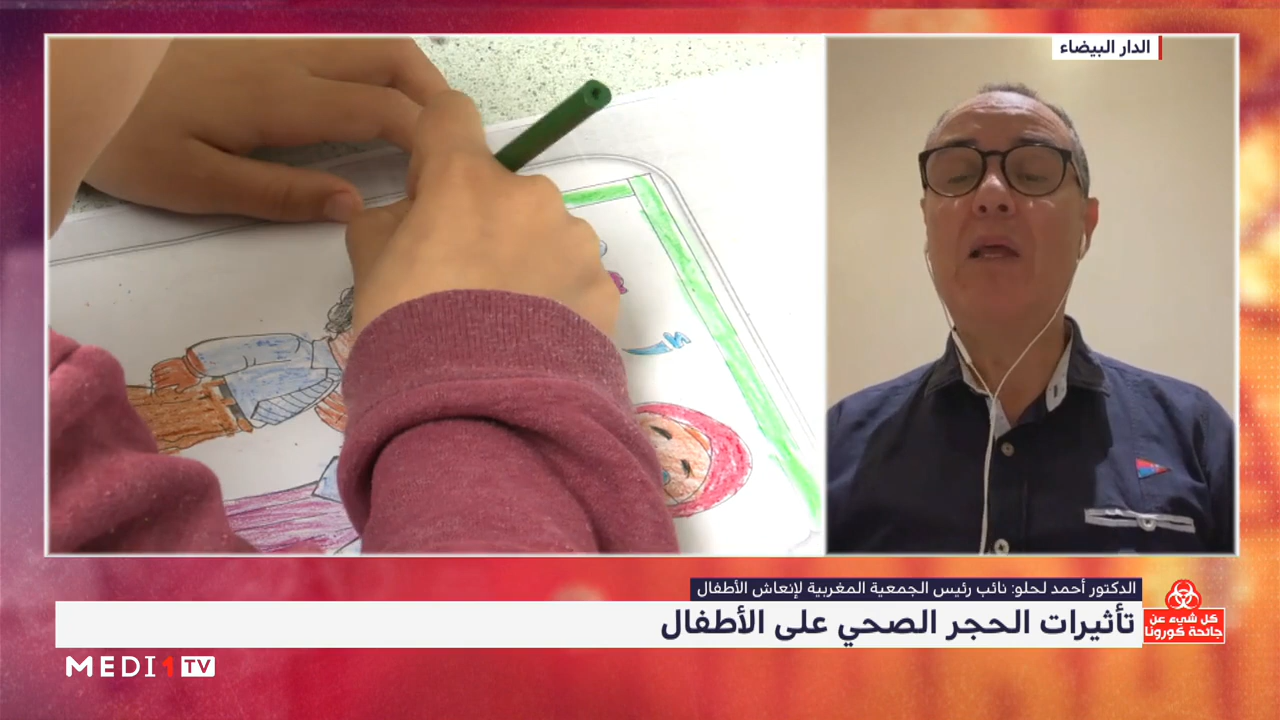 الدار البيضاء
الدكتور أحمد لحلو: نائب رئيس الجمعية المغربية لإنعاش الأطفال
تأثيرات الحجر الصحي على الأطفال
كل شيء عن
جائحة كورونا
MEDI1TV